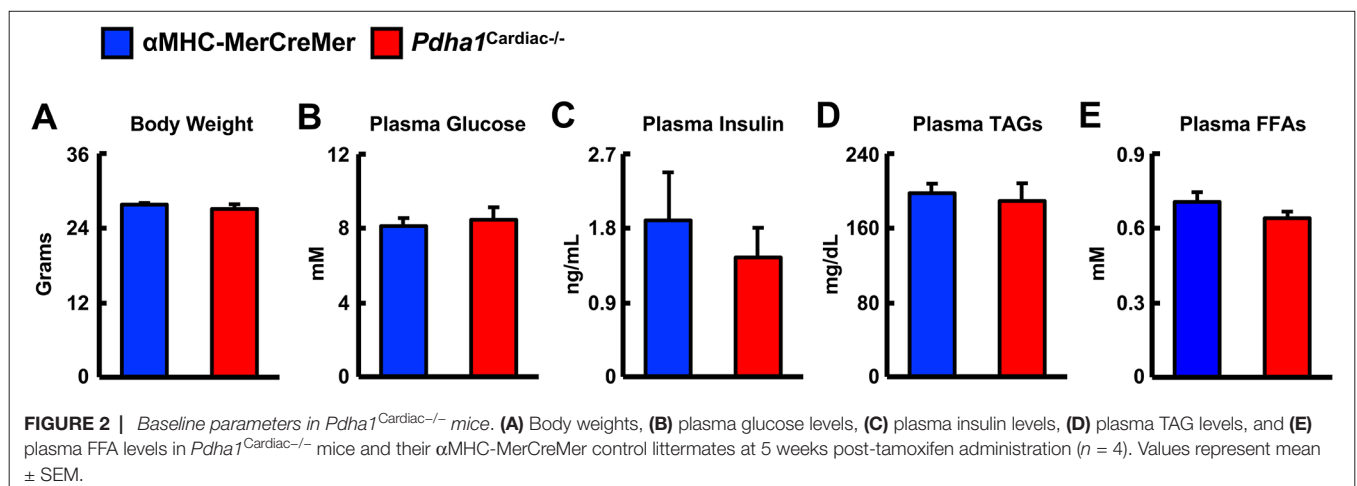 αMHC-MerCreMer Pdha1Cardiac-/-
A Body Weight
36
24
12
0
Grams
B Plasma Glucose
12
8
4
0
mM
C Plasma Insulin
2.7
1.8
0.9
0
ng/mL
D Plasma TAGs
240
160
80
0
mg/dL
E Plasma FFAs
0.9
0.6
0.3
0
mM
FIGURE 2 | Baseline parameters in Pdha1Cardiac−/− mice. (A) Body weights, (B) plasma glucose levels, (C) plasma insulin levels, (D) plasma TAG levels, and (E)
plasma FFA levels in Pdha1Cardiac−/− mice and their αMHC-MerCreMer control littermates at 5 weeks post-tamoxifen administration (n = 4). Values represent mean
± SEM.